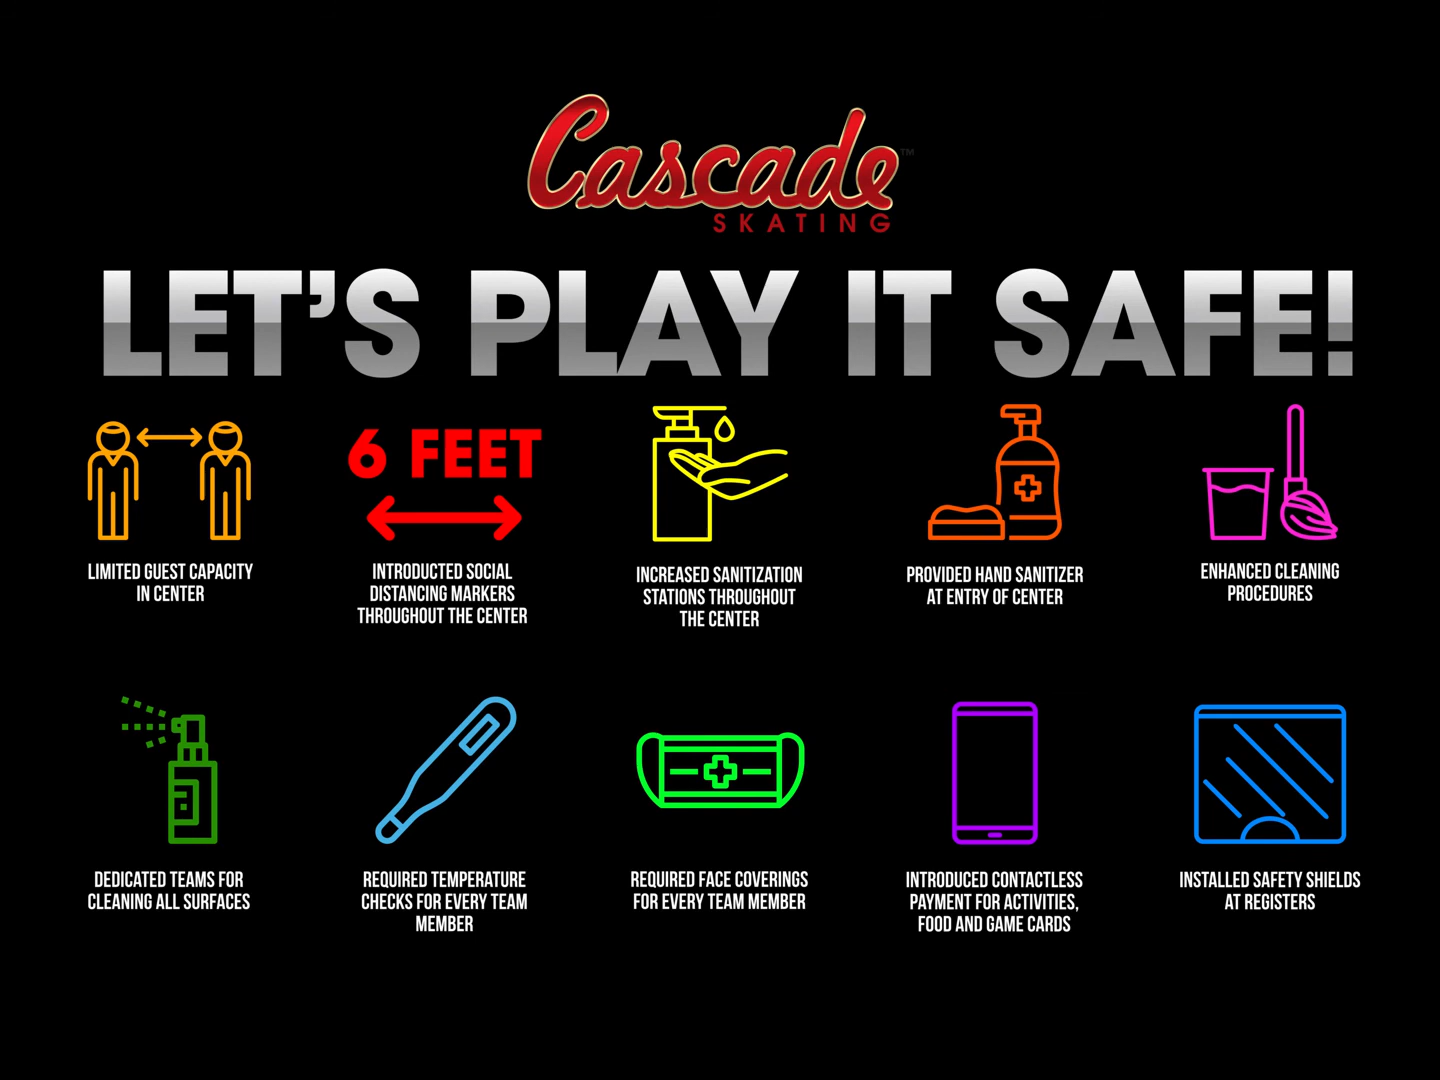 Cascade™
SKATING
LET'S PLAY IT SAFE!
6 FEET
LIMITED GUEST CAPACITY
IN CENTER
INTRODUCTED SOCIAL
DISTANCING MARKERS
THROUGHOUT THE CENTER
INCREASED SANITIZATION
STATIONS THROUGHOUT
THE CENTER
PROVIDED HAND SANITIZER
AT ENTRY OF CENTER
ENHANCED CLEANING
PROCEDURES
DEDICATED TEAMS FOR
CLEANING ALL SURFACES
REQUIRED TEMPERATURE
CHECKS FOR EVERY TEAM
MEMBER
REQUIRED FACE COVERINGS
FOR EVERY TEAM MEMBER
INTRODUCED CONTACTLESS
PAYMENT FOR ACTIVITIES,
FOOD AND GAME CARDS
INSTALLED SAFETY SHIELDS
AT REGISTERS